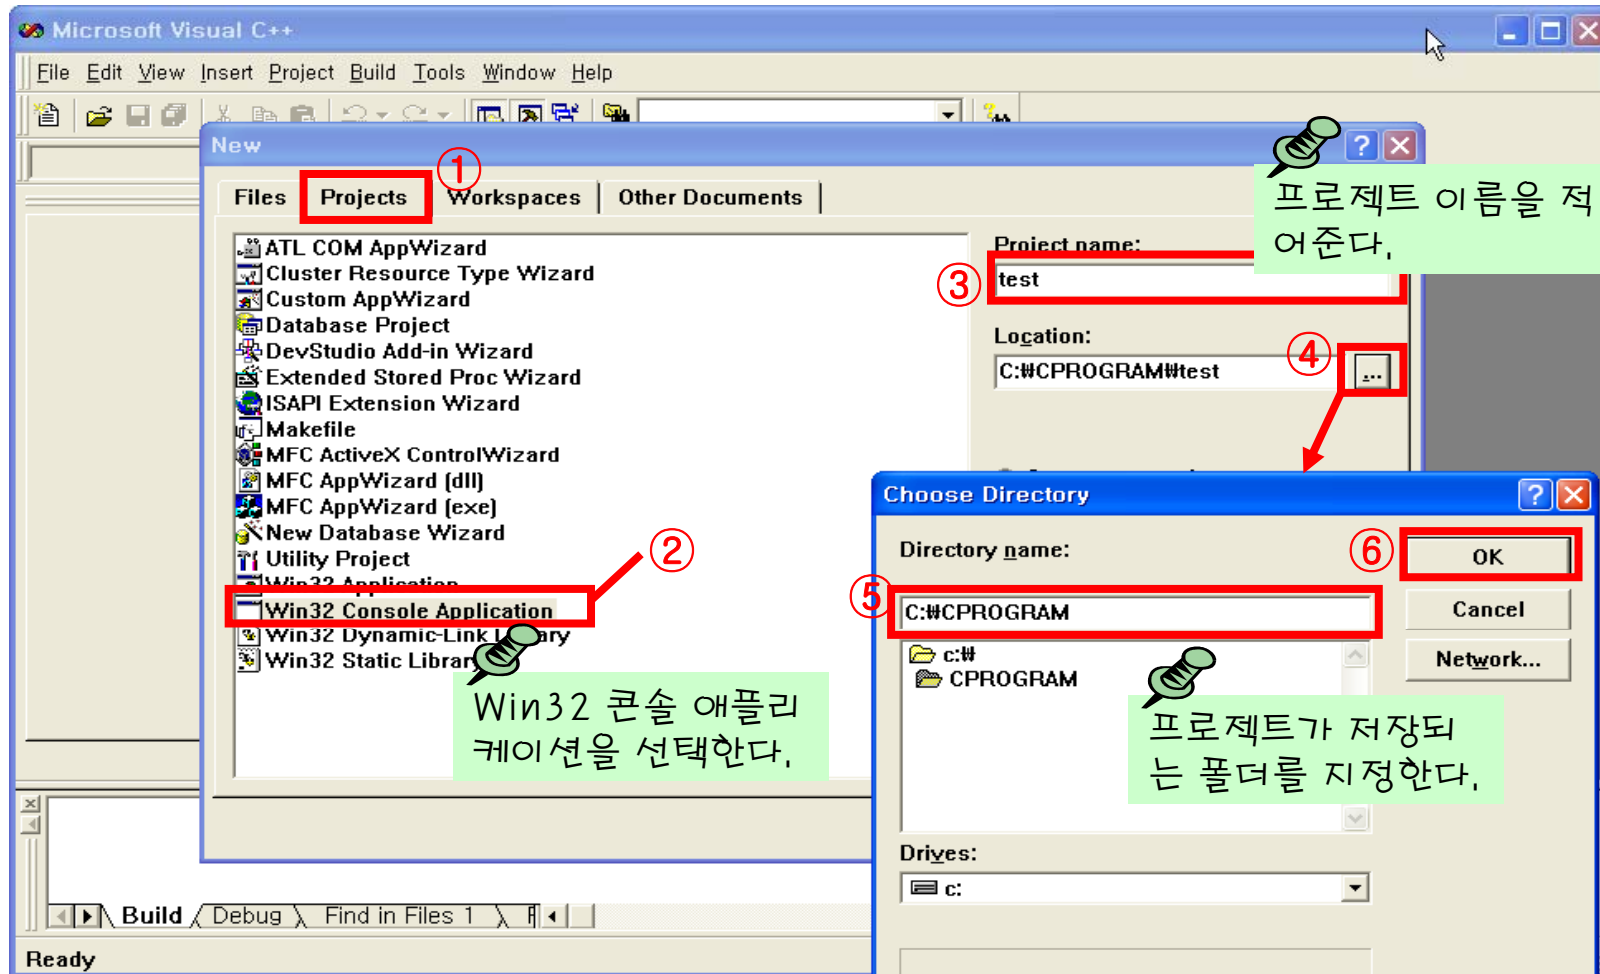 Microsoft Visual C++
File Edit View Insert Project Build Tools Window Help
New
①
Files Projects Workspaces Other Documents
프로젝트 이름을 적
어준다.
ATL COM AppWizard
Cluster Resource Type Wizard
Custom AppWizard
Database Project
DevStudio Add-in Wizard
Extended Stored Proc Wizard
ISAPI Extension Wizard
Makefile
MFC ActiveX ControlWizard
MFC AppWizard (dll)
MFC AppWizard (exe)
New Database Wizard
Utility Project
Win32 Application
Win32 Console Application
Win32 Dynamic-Link Library
Win32 Static Library
②
Win32 콘솔 애플리
케이션을 선택한다.
Project name:
③
test
Location:
④
C:₩CPROGRAM₩test
...
Choose Directory
Directory name:
⑥
OK
⑤
C:₩CPROGRAM
Cancel
c:₩
Network...
CPROGRAM
프로젝트가 저장되
는 폴더를 지정한다.
Drives:
c:
Build Debug Find in Files 1
Ready